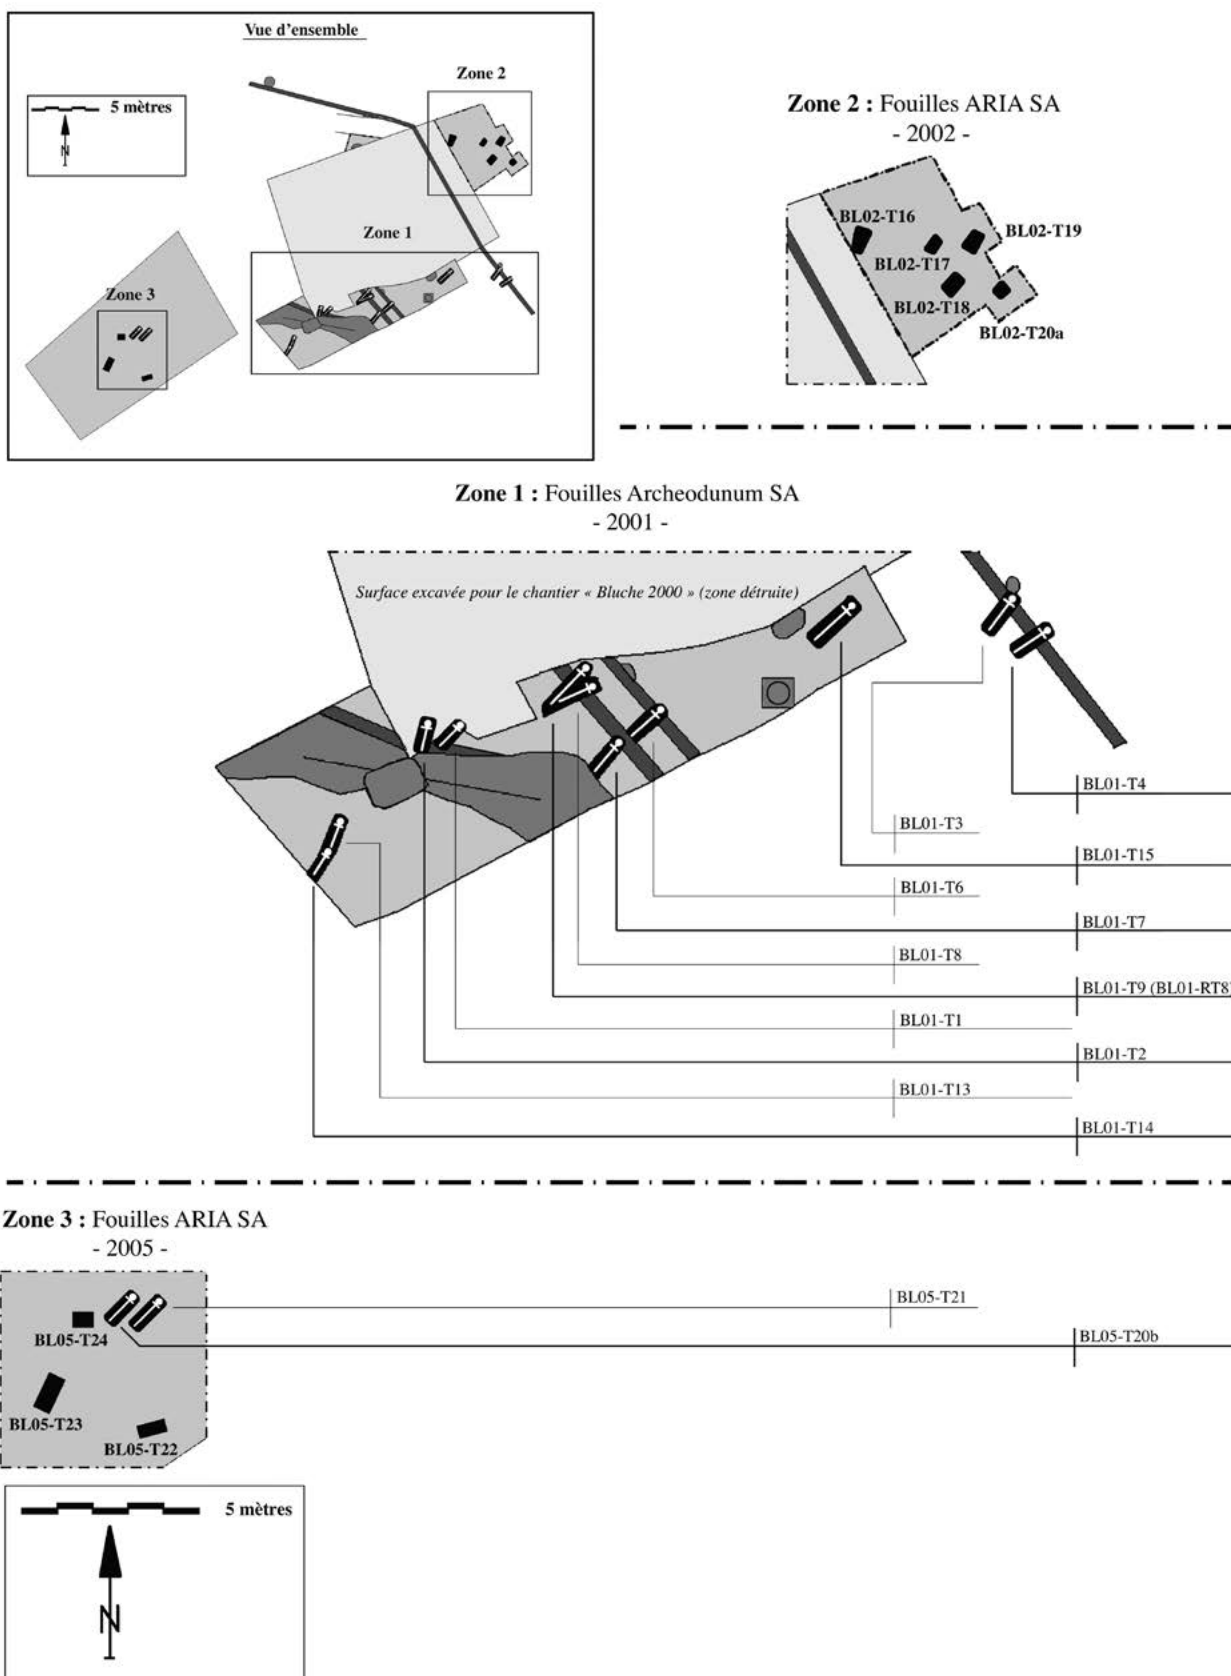 Vue d'ensemble
5 mètres
N
Zone 2
Zone 1
Zone 3
Zone 2 : Fouilles ARIA SA
- 2002 -
BL02-T16
BL02-T19
BL02-T17
BL02-T18
BL02-T20a
Zone 1 : Fouilles Archeodunum SA
- 2001 -
Surface excavée pour le chantier « Bluche 2000 » (zone détruite)
BL01-T4
BL01-T3
BL01-T15
BL01-T6
BL01-T7
BL01-T8
BL01-T9 (BL01-RT8)
BL01-T1
BL01-T2
BL01-T13
BL01-T14
Zone 3 : Fouilles ARIA SA
- 2005 -
BL05-T21
BL05-T24
BL05-T20b
BL05-T23
BL05-T22
5 mètres
N